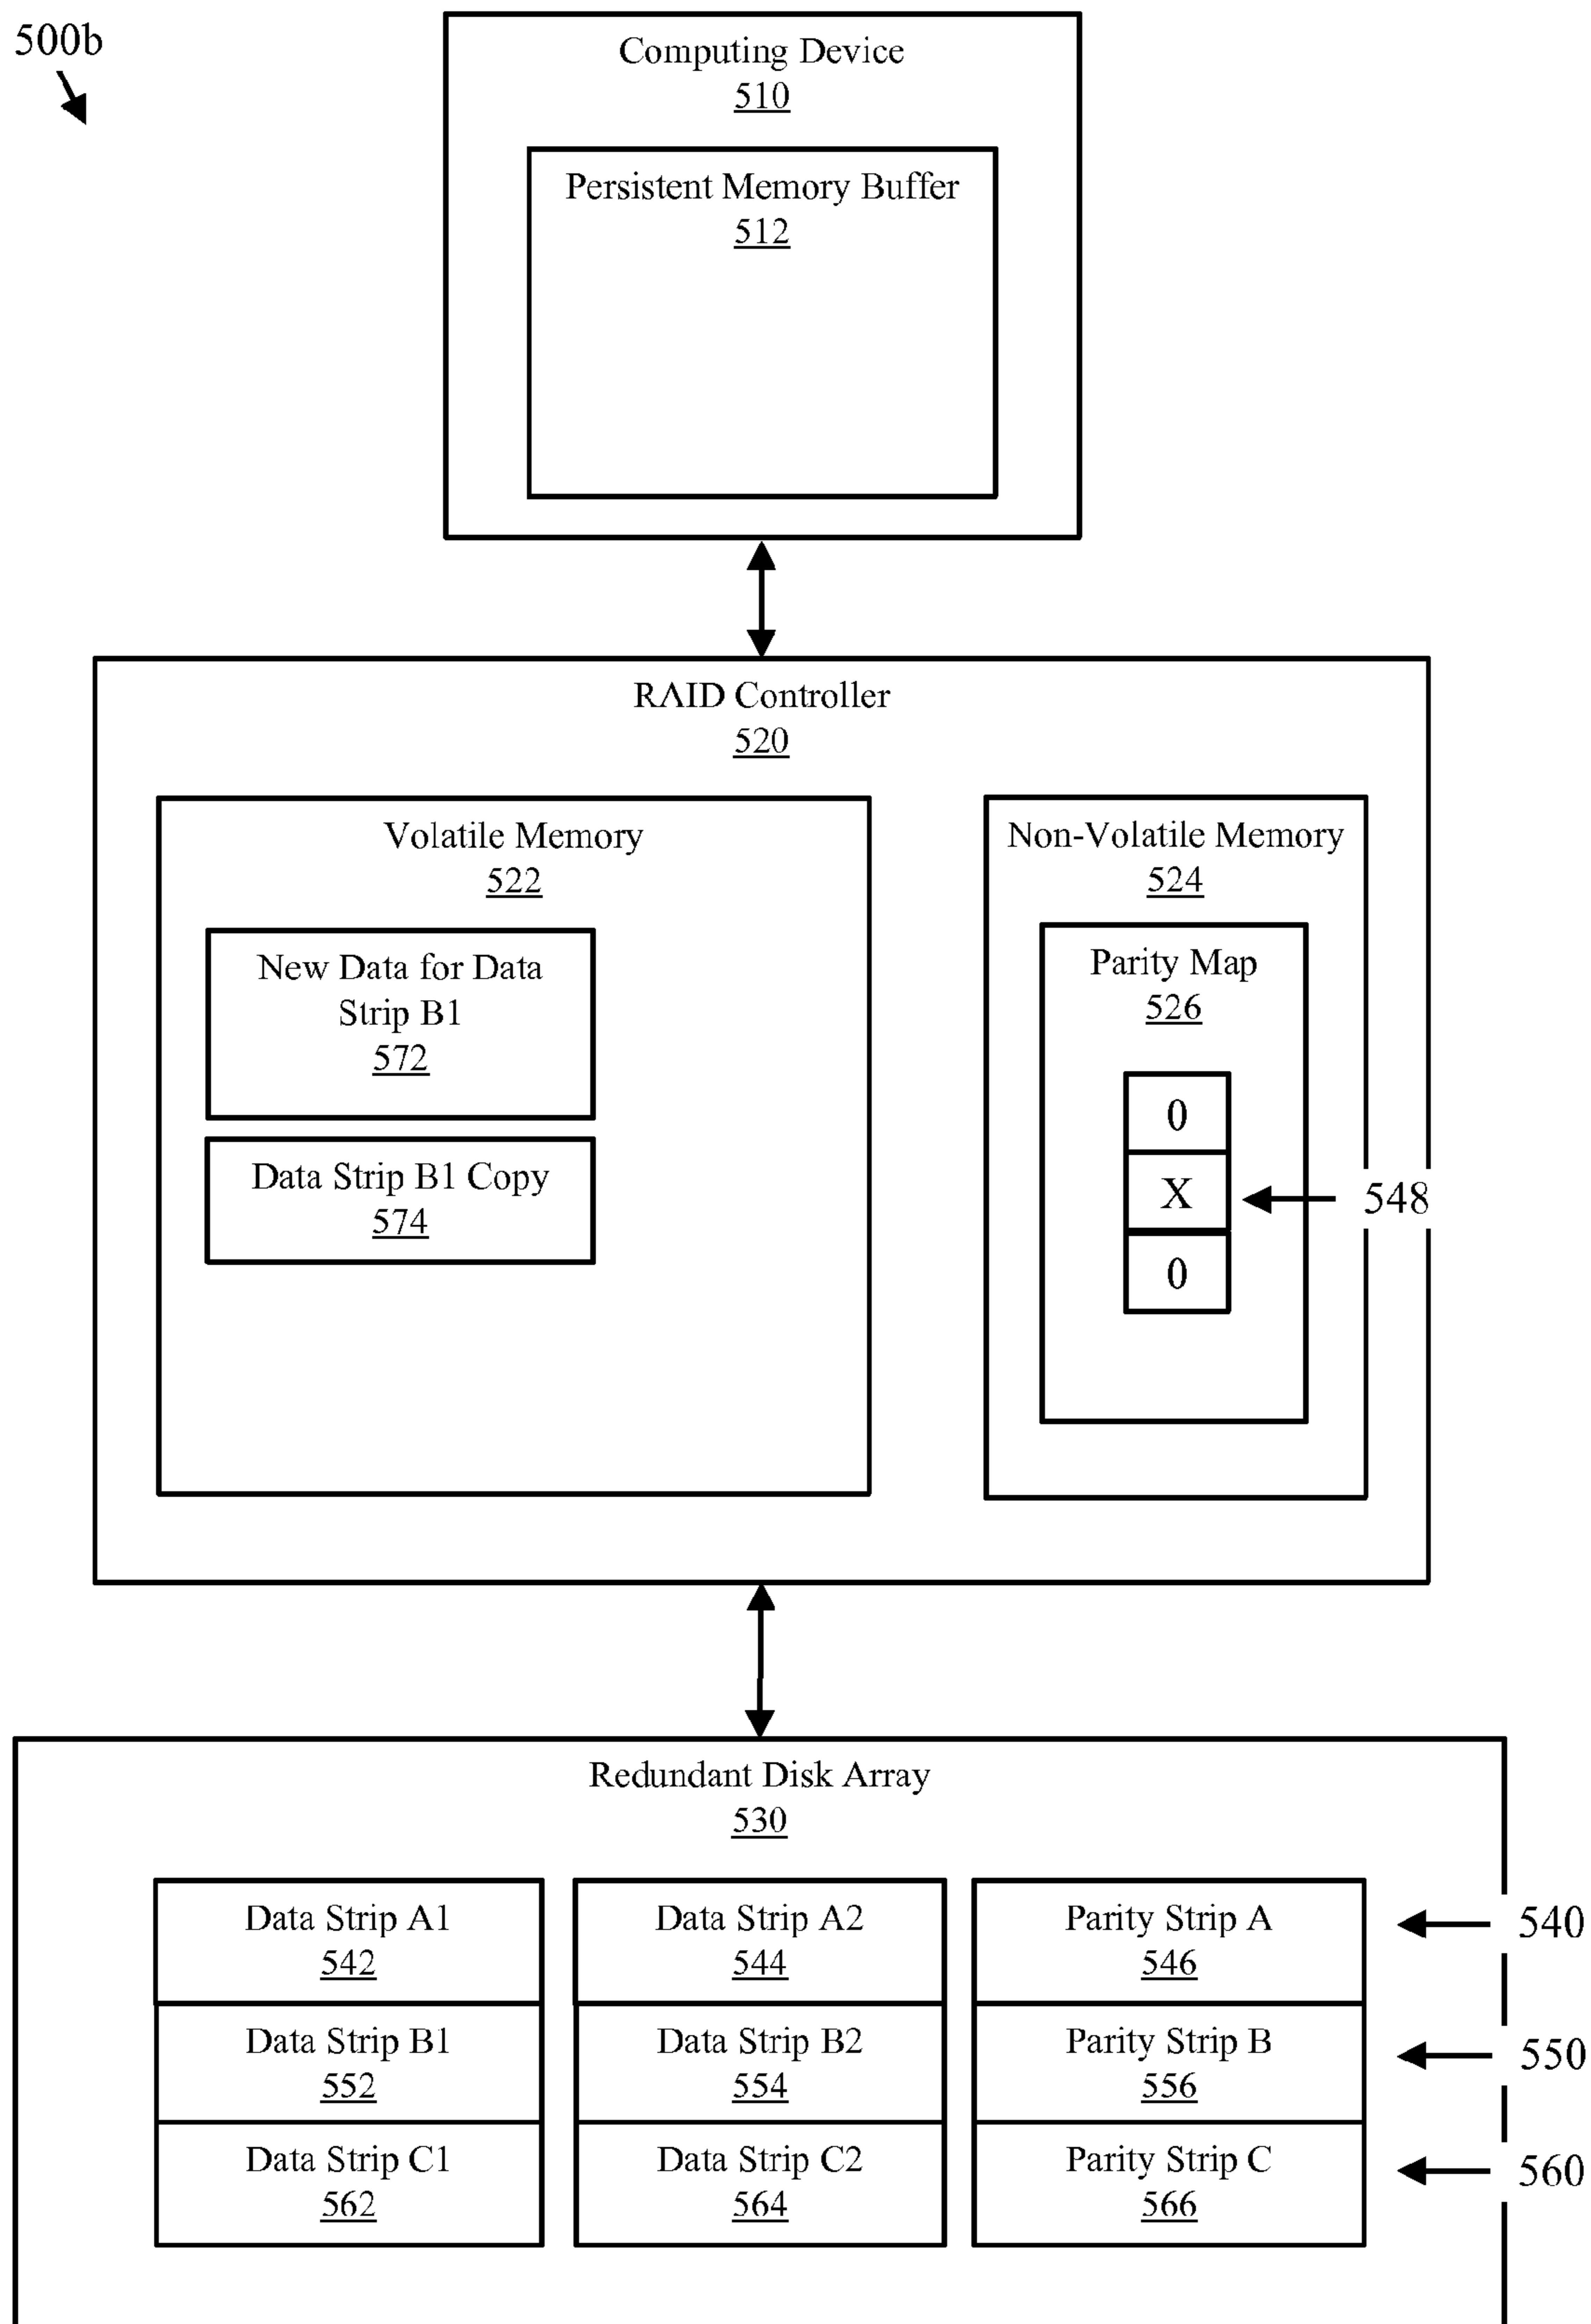 500b
Computing Device
510
Persistent Memory Buffer
512
RAID Controller
520
Volatile Memory
522
New Data for Data
Strip B1
572
Data Strip B1 Copy
574
Non-Volatile Memory
524
Parity Map
526
0
X
0
548
Redundant Disk Array
530
Data Strip A1
542
Data Strip A2
544
Parity Strip A
546
540
Data Strip B1
552
Data Strip B2
554
Parity Strip B
556
550
Data Strip C1
562
Data Strip C2
564
Parity Strip C
566
560